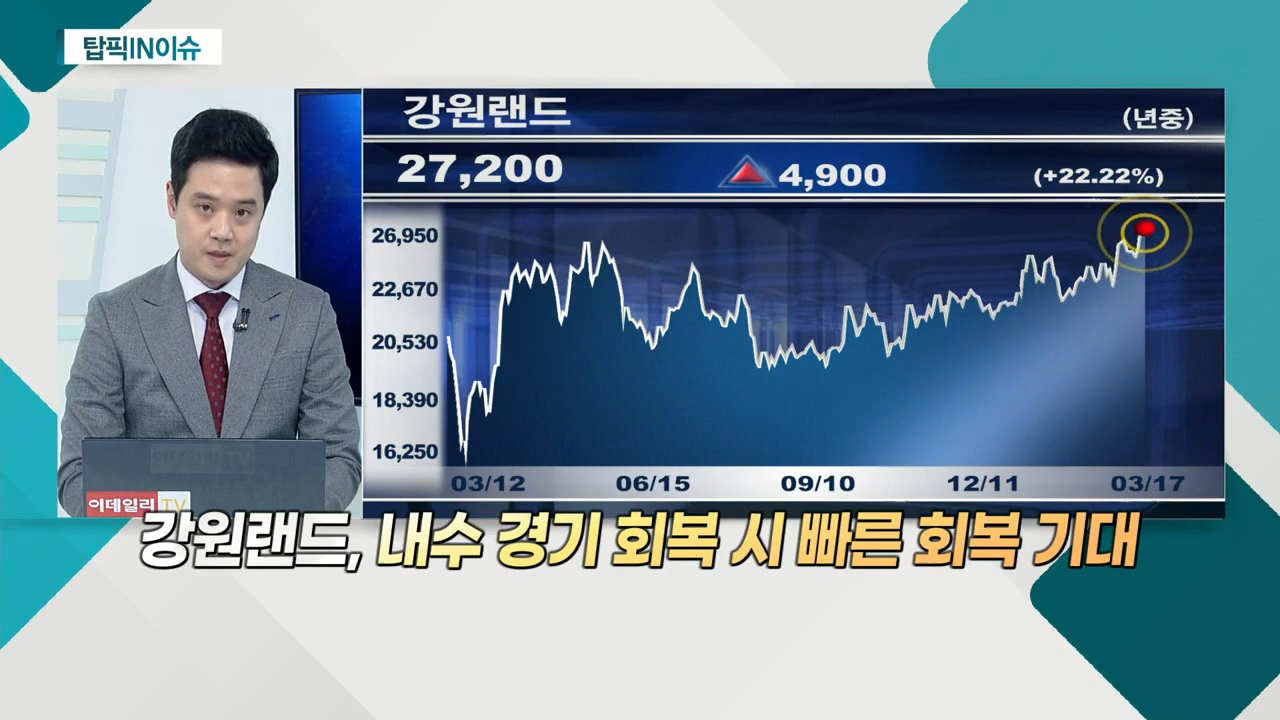 탑픽IN이슈
강원랜드
(년중)
27,200 ▲ 4,900 (+22.22%)
26,950
22,670
20,530
18,390
16,250
03/12 06/15 09/10 12/11 03/17
이데일리 TV
강원랜드, 내수 경기 회복 시 빠른 회복 기대